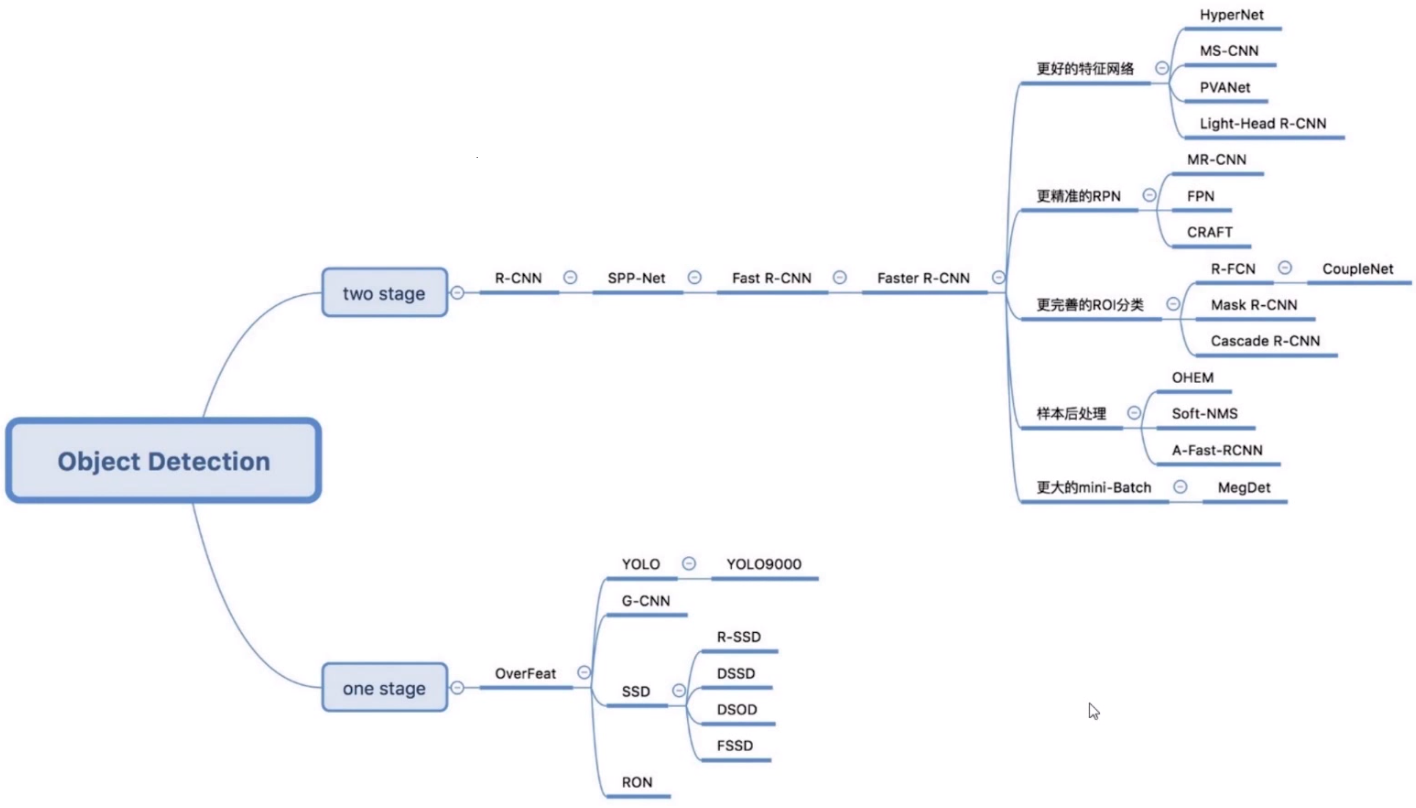 Object Detection
two stage
R-CNN
SPP-Net
Fast R-CNN
Faster R-CNN
更好的特征网络
HyperNet
MS-CNN
PVANet
Light-Head R-CNN
更精准的RPN
MR-CNN
FPN
CRAFT
更完善的ROI分类
R-FCN
CoupleNet
Mask R-CNN
Cascade R-CNN
样本后处理
OHEM
Soft-NMS
A-Fast-RCNN
更大的mini-Batch
MegDet
one stage
OverFeat
YOLO
YOLO9000
G-CNN
SSD
R-SSD
DSSD
DSOD
FSSD
RON